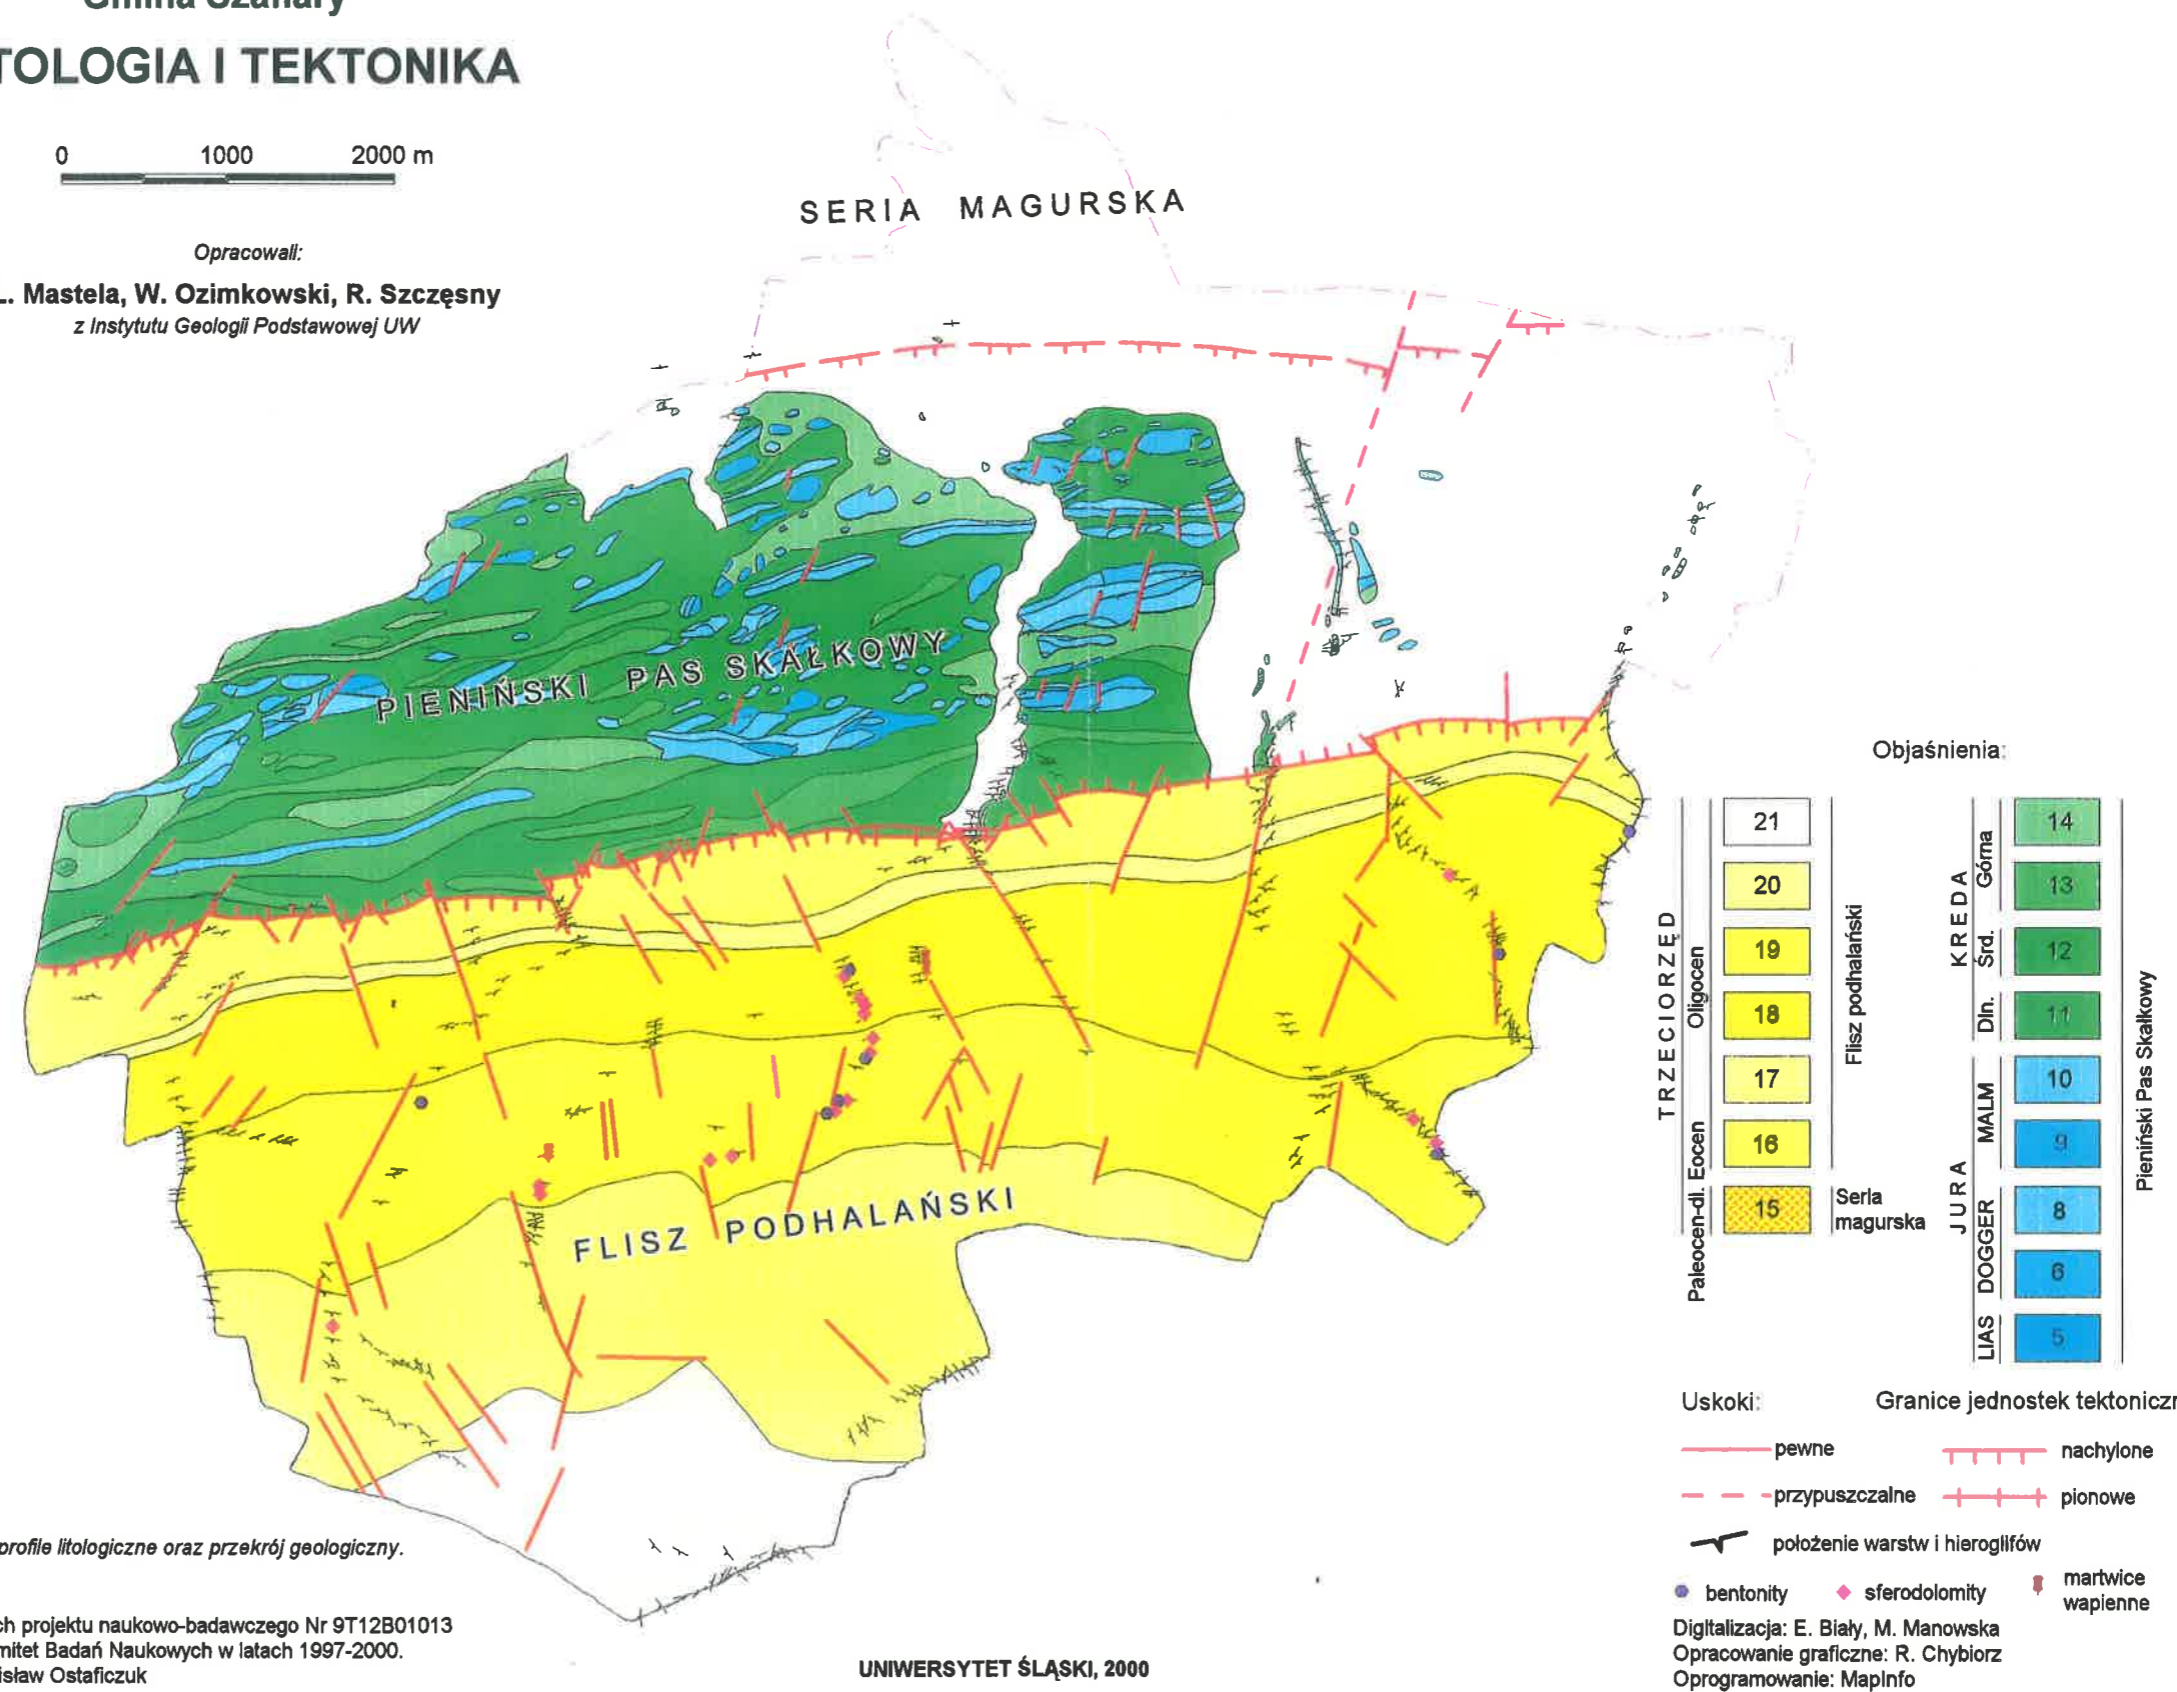 Gmina Szaflary
TOLOGIA I TEKTONIKA
0 1000 2000 m
Opracowali:
L. Mastela, W. Ozimkowski, R. Szczęsny
z Instytutu Geologii Podstawowej UW
SERIA MAGURSKA
PIENIŃSKI PAS SKAŁKOWY
FLISZ PODHALAŃSKI
Objaśnienia:
TRZECIORZĘD
Oligocen
Eocen
Paleocen-dl.
21
20
19
18
17
16
15
Flisz podhalański
Seria
magurska
KREDA
Górna
Śrd.
Dln.
JURA
MALM
DOGGER
LIAS
14
13
12
11
10
9
8
6
5
Pieniński Pas Skałkowy
Uskoki:
pewne
przypuszczalne
Granice jednostek tektoniczn
nachylone
pionowe
położenie warstw i hieroglifów
bentonity
sferodolomity
martwice
wapienne
Digitalizacja: E. Biały, M. Manowska
Opracowanie graficzne: R. Chybiorz
Oprogramowanie: MapInfo
profile litologiczne oraz przekrój geologiczny.
ch projektu naukowo-badawczego Nr 9T12B01013
mitet Badań Naukowych w latach 1997-2000.
isław Ostaficzuk
UNIWERSYTET ŚLĄSKI, 2000